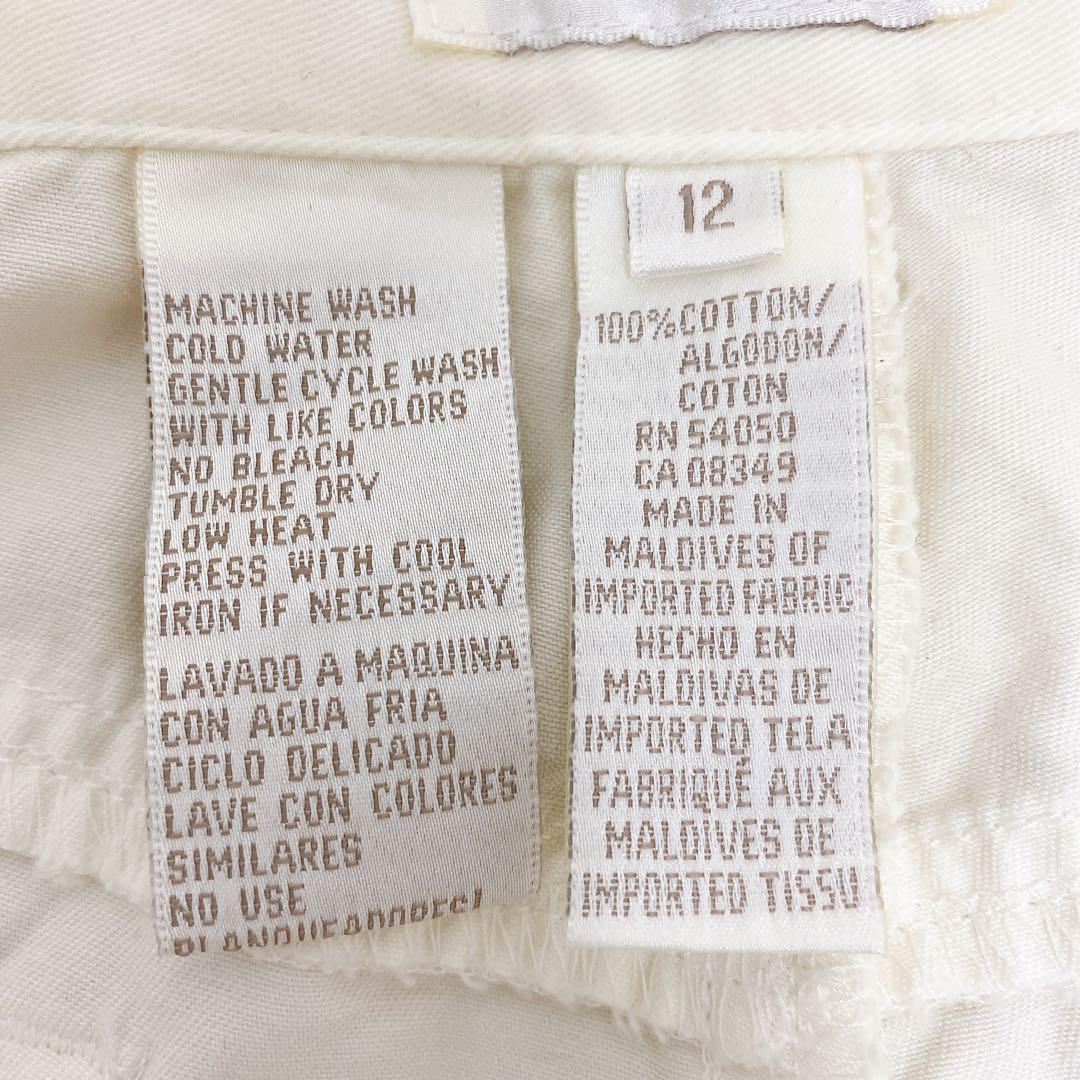 MACHINE WASH
COLD WATER
GENTLE CYCLE WASH
WITH LIKE COLORS
NO BLEACH
TUMBLE DRY
LOW HEAT
PRESS WITH COOL
IRON IF NECESSARY
LAVADO A MAQUINA
CON AGUA FRIA
CICLO DELICADO
LAVE CON COLORES
SIMILARES
NO USE
BLANQUEADORES/
12
100% COTTON/
ALGODON/
COTON
RN 54050
CA 08349
MADE IN
MALDIVES OF
IMPORTED FABRIC
HECHO EN
MALDIVAS DE
IMPORTED TELA
FABRIQUÉ AUX
MALDIVES DE
IMPORTED TISSU